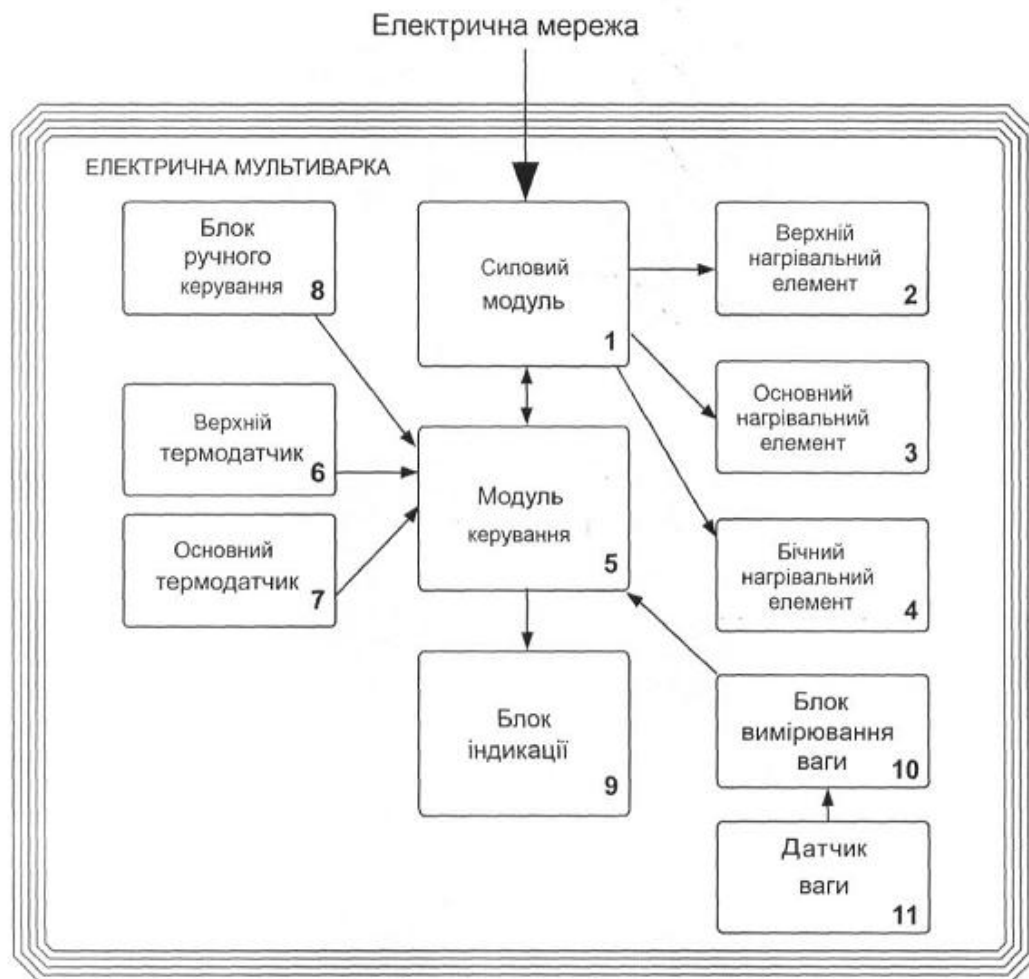 Електрична мережа
ЕЛЕКТРИЧНА МУЛЬТИВАРКА
Блок
ручного
керування
8
Силовий
модуль
1
Верхній
нагрівальний
елемент
2
Основний
нагрівальний
елемент
3
Верхній
термодатчик
6
Модуль
керування
5
Основний
термодатчик
7
Бічний
нагрівальний
елемент
4
Блок
індикації
9
Блок
вимірювання
ваги
10
Датчик
ваги
11